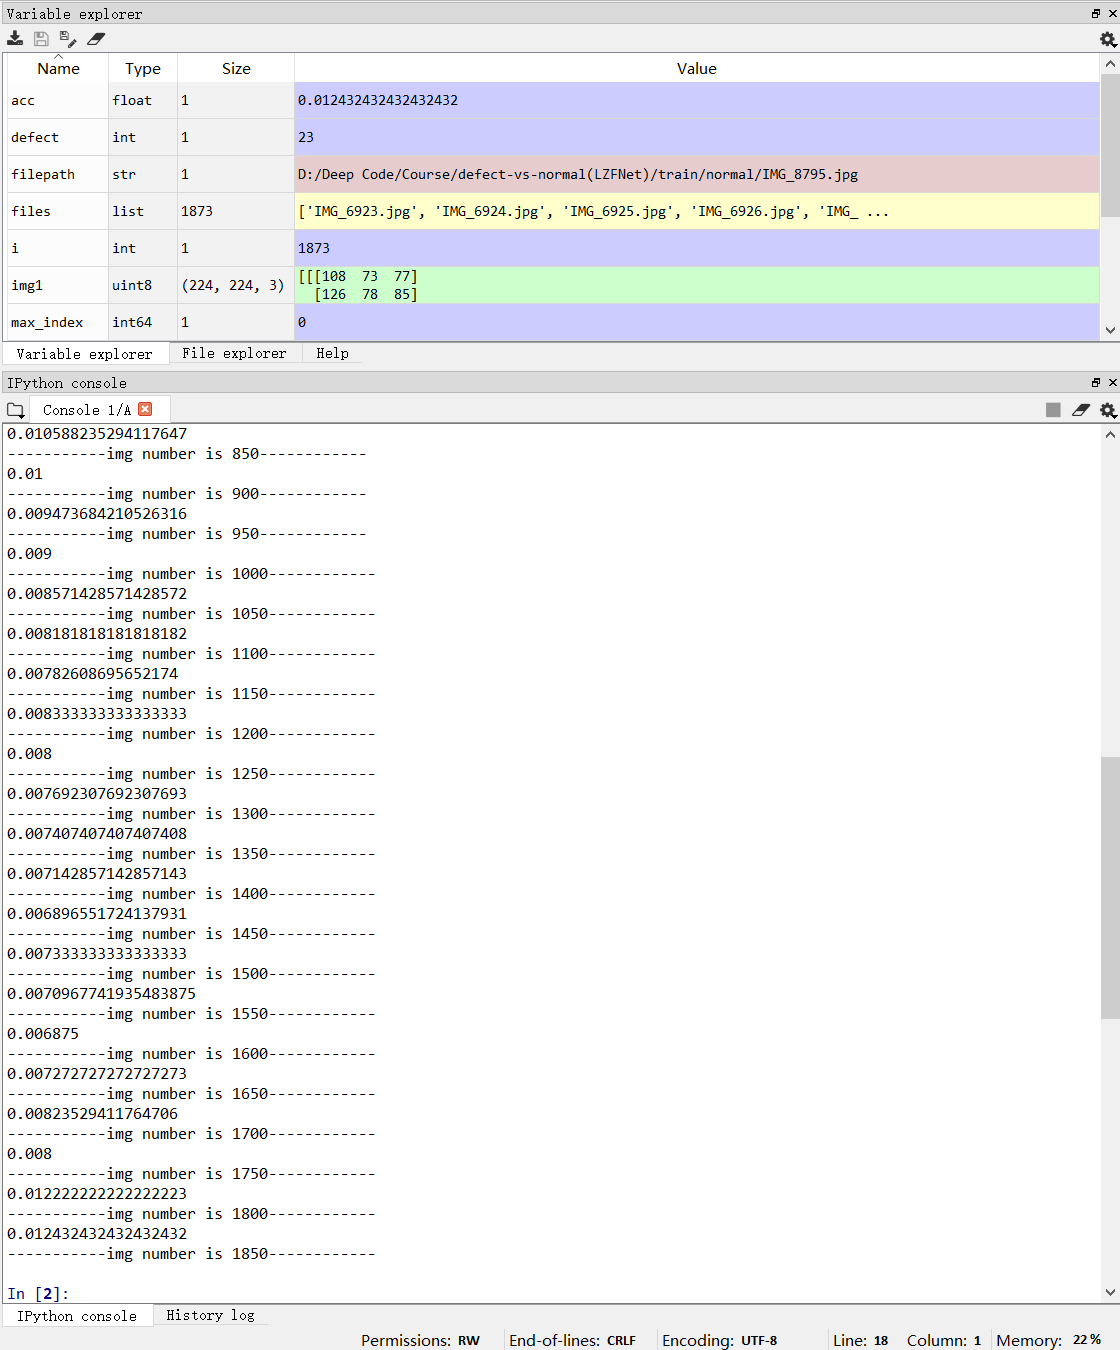 Variable explorer
Name Type Size Value
acc float 1 0.012432432432432432
defect int 1 23
filepath str 1 D:/Deep Code/Course/defect-vs-normal(LZFNet)/train/normal/IMG_8795.jpg
files list 1873 ['IMG_6923.jpg', 'IMG_6924.jpg', 'IMG_6925.jpg', 'IMG_6926.jpg', 'IMG_ ...
i int 1 1873
img1 uint8 (224, 224, 3) [[[108 73 77]
[126 78 85]
max_index int64 1 0
Variable explorer File explorer Help
IPython console
Console 1/A
0.010588235294117647
-----------img number is 850------------
0.01
-----------img number is 900------------
0.009473684210526316
-----------img number is 950------------
0.009
-----------img number is 1000------------
0.008571428571428572
-----------img number is 1050------------
0.008181818181818182
-----------img number is 1100------------
0.00782608695652174
-----------img number is 1150------------
0.008333333333333333
-----------img number is 1200------------
0.008
-----------img number is 1250------------
0.007692307692307693
-----------img number is 1300------------
0.007407407407407408
-----------img number is 1350------------
0.007142857142857143
-----------img number is 1400------------
0.006896551724137931
-----------img number is 1450------------
0.007333333333333333
-----------img number is 1500------------
0.0070967741935483875
-----------img number is 1550------------
0.006875
-----------img number is 1600------------
0.007272727272727273
-----------img number is 1650------------
0.00823529411764706
-----------img number is 1700------------
0.008
-----------img number is 1750------------
0.012222222222222223
-----------img number is 1800------------
0.012432432432432432
-----------img number is 1850------------
In [2]:
IPython console History log
Permissions: RW End-of-lines: CRLF Encoding: UTF-8 Line: 18 Column: 1 Memory: 22 %